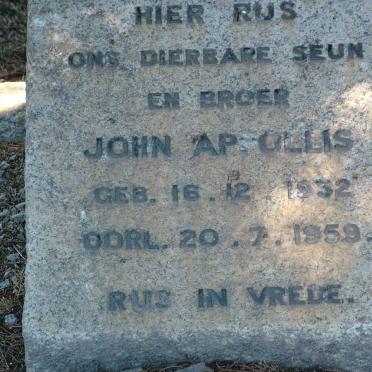 HIER RUS
ONS DIERBARE SEUN
EN BROER
JOHN AP. OLLIS
GEB. 16. 12. 1932
OORL. 20. 7. 1959.
RUS IN VREDE.